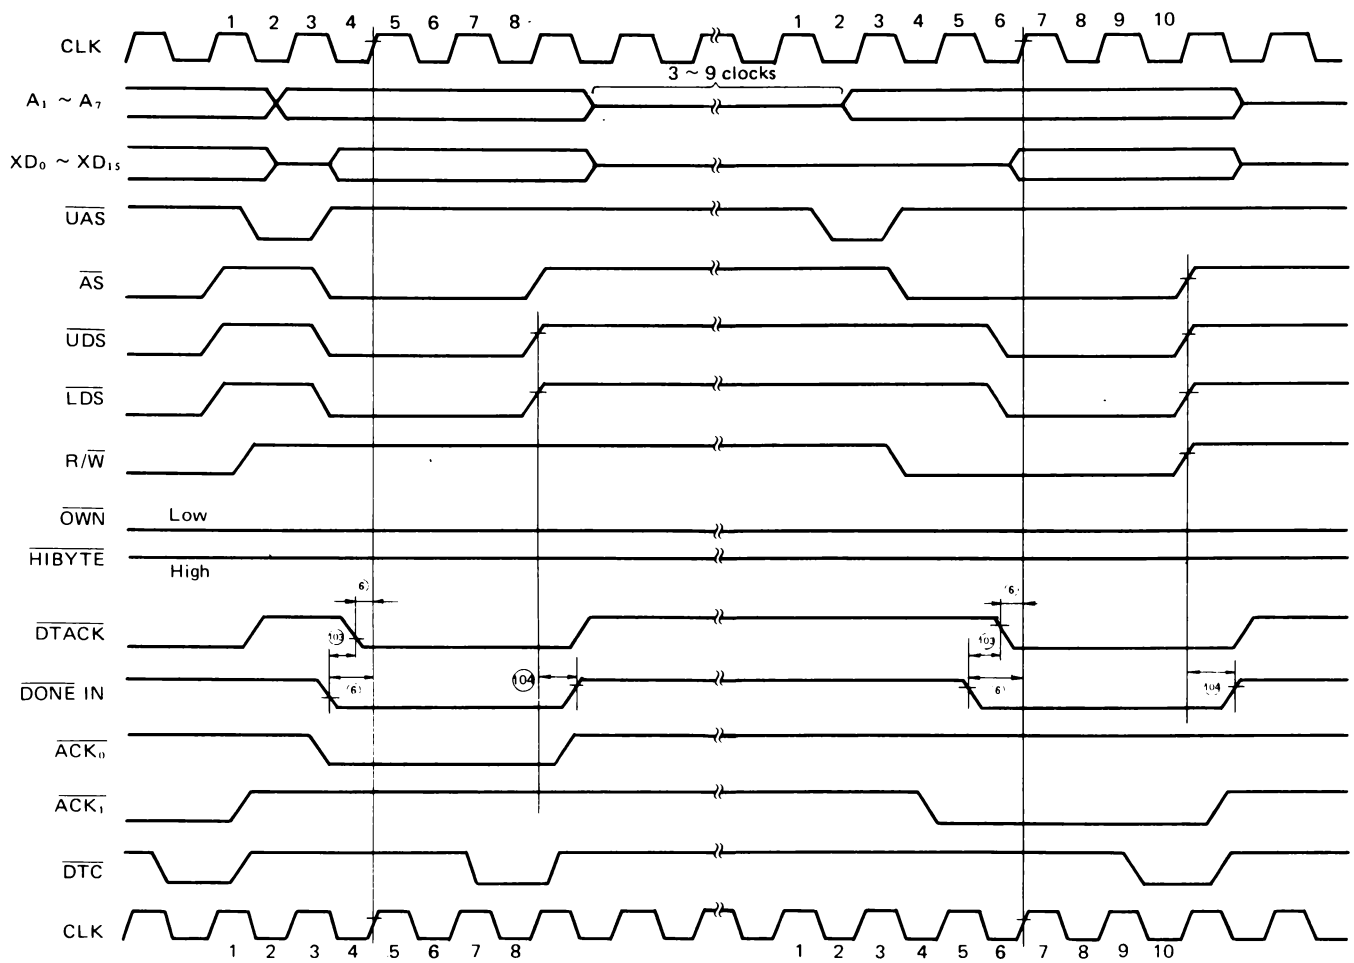 1 2 3 4 5 6 7 8 1 2 3 4 5 6 7 8 9 10
CLK
3 ~ 9 clocks
A₁ ~ A₇
XD₀ ~ XD₁₅
UAS
AS
UDS
LDS
R/W
OWN Low
HIBYTE
High
(6) (6)
DTACK 103 103
DONE IN (6) 104 6) 104
ACK₀
ACK₁
DTC
CLK
1 2 3 4 5 6 7 8 1 2 3 4 5 6 7 8 9 10